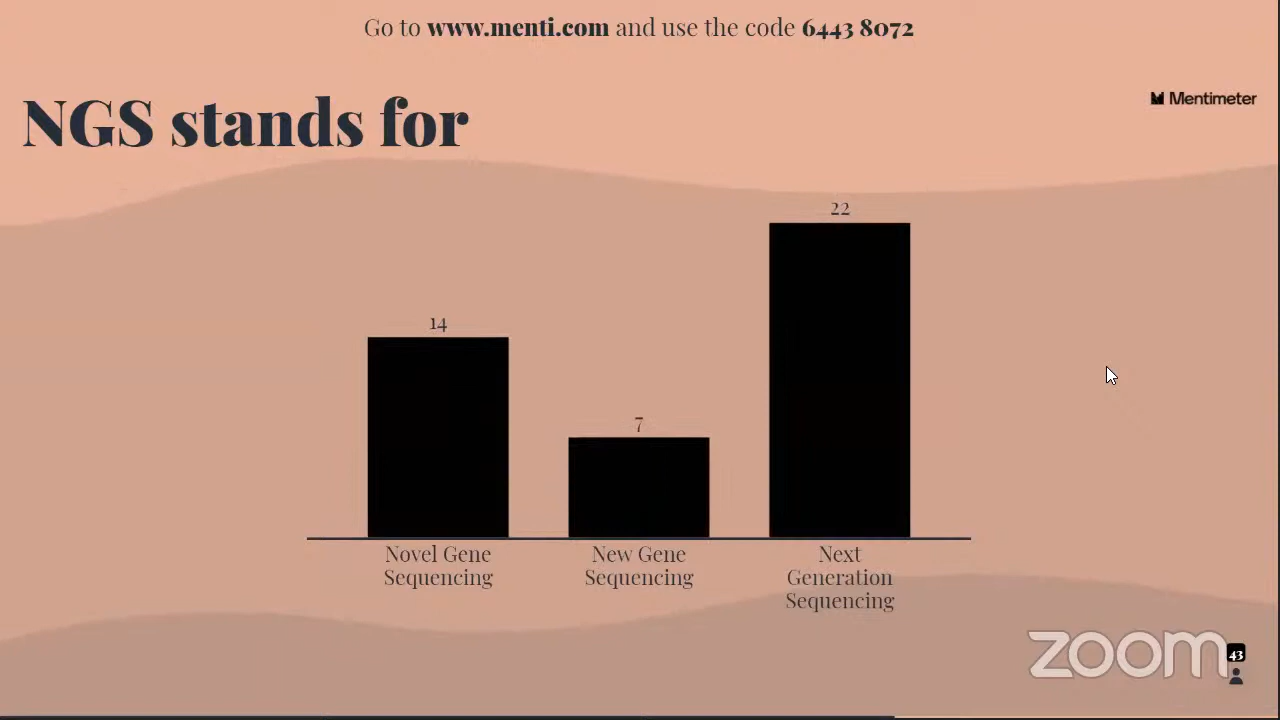 Go to www.menti.com and use the code 6443 8072
Mentimeter
NGS stands for
22
14
7
Novel Gene
Sequencing
New Gene
Sequencing
Next
Generation
Sequencing
zoom
43